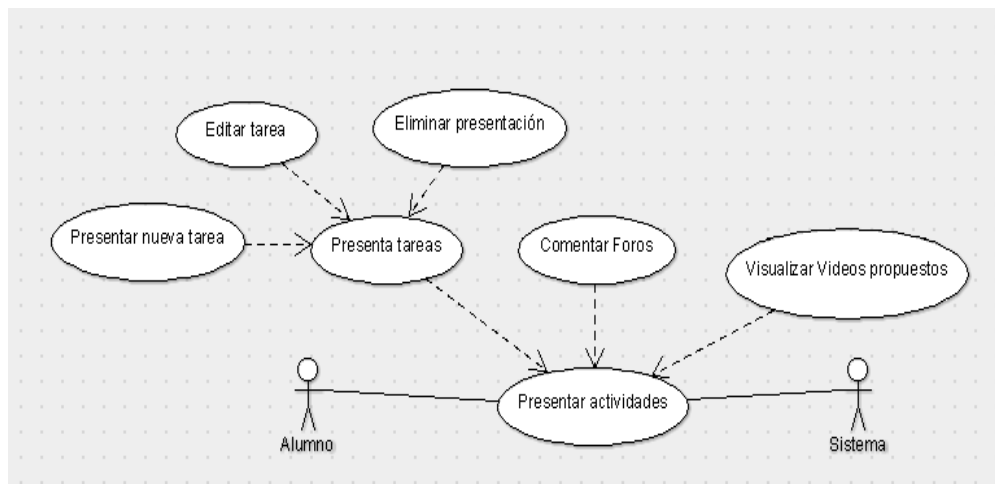 Editar tarea
Eliminar presentación
Presentar nueva tarea
Presenta tareas
Comentar Foros
Visualizar Videos propuestos
Presentar actividades
Alumno
Sistema